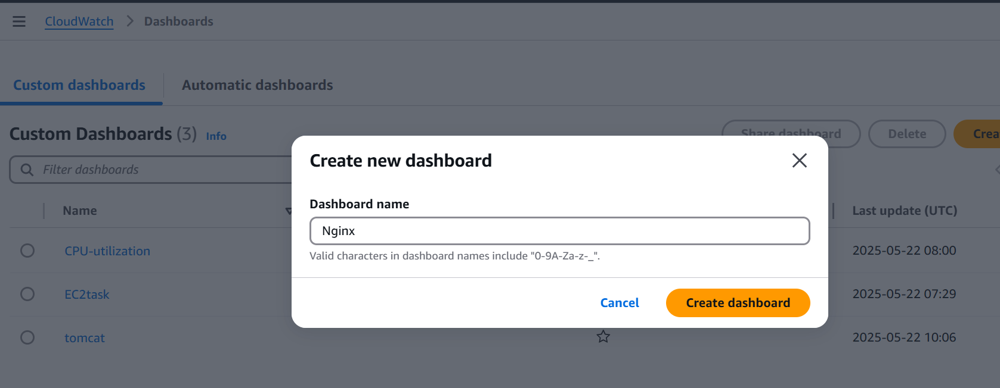 CloudWatch > Dashboards
Custom dashboards
Automatic dashboards
Custom Dashboards (3) Info
Share dashboard
Delete
Filter dashboards
Create new dashboard
Dashboard name
Nginx
Valid characters in dashboard names include "0-9A-Za-z-_".
Cancel
Create dashboard
Name
Last update (UTC)
CPU-utilization
2025-05-22 08:00
EC2task
2025-05-22 07:29
tomcat
2025-05-22 10:06